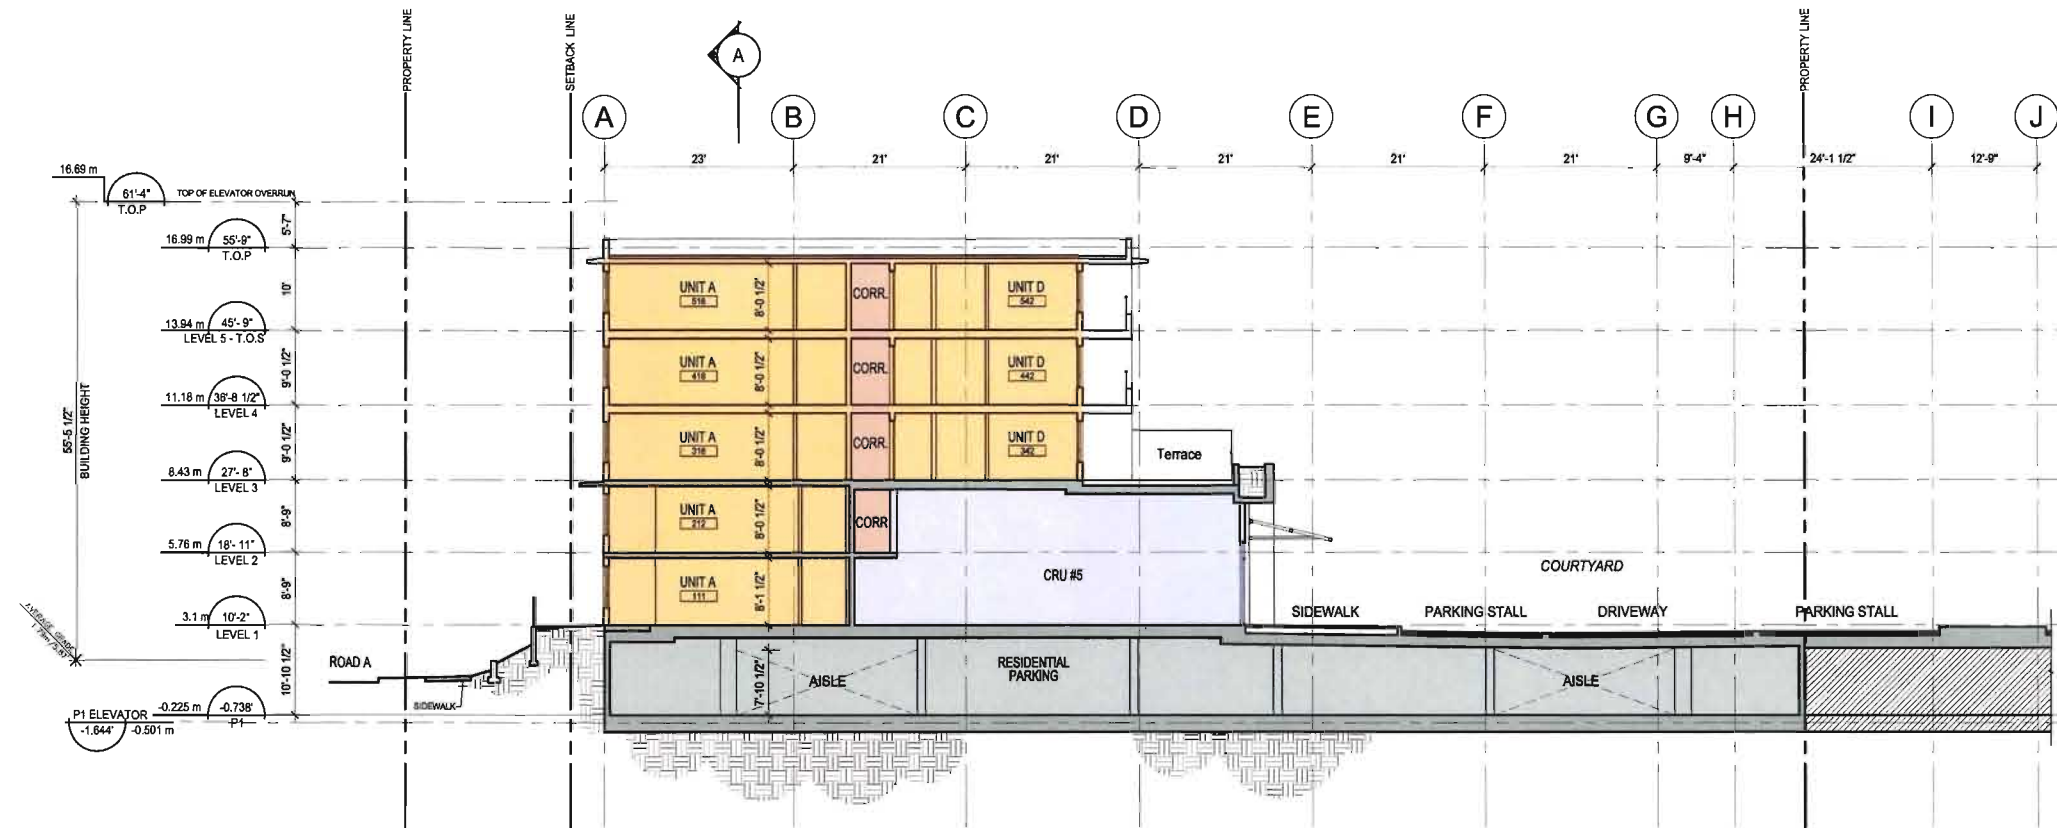 PROPERTY LINE
SETBACK LINE
A
PROPERTY LINE
A B C D E F G H I J
23' 21' 21' 21' 21' 21' 9'-4" 24'-1 1/2" 12'-9"
16.69 m 61'-4" TOP OF ELEVATOR OVERRUN
T.O.P
5'-7"
16.99 m 55'-9"
T.O.P
10'
13.94 m 45'- 9"
LEVEL 5 - T.O.S
9'-0 1/2"
11.18 m 36'-8 1/2"
LEVEL 4
9'-0 1/2"
8.43 m 27'- 8"
LEVEL 3
8'-9"
5.76 m 18'- 11"
LEVEL 2
8'-9"
3.1 m 10'-2"
LEVEL 1
10'-10 1/2"
-0.225 m -0.738'
P1
P1 ELEVATOR
-1.644' -0.501 m
55'-5 1/2"
BUILDING HEIGHT
AVERAGE GRADE
ROAD A
SIDEWALK
UNIT A
518
8'-0 1/2"
CORR.
UNIT D
542
UNIT A
418
8'-0 1/2"
CORR.
UNIT D
442
UNIT A
318
8'-0 1/2"
CORR.
UNIT D
342
Terrace
UNIT A
212
8'-0 1/2"
CORR
UNIT A
111
8'-1 1/2"
CRU #5
COURTYARD
SIDEWALK PARKING STALL DRIVEWAY PARKING STALL
7'-10 1/2"
AISLE
RESIDENTIAL
PARKING
AISLE